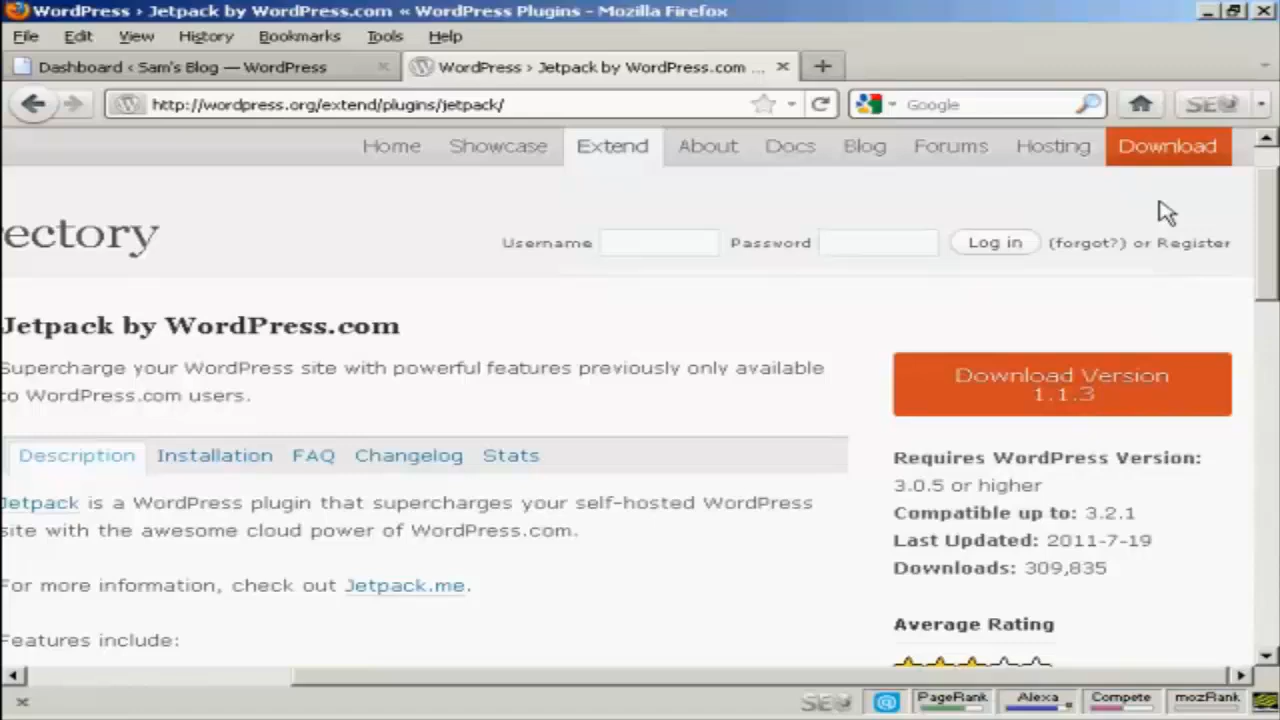 WordPress › Jetpack by WordPress.com « WordPress Plugins - Mozilla Firefox
File Edit View History Bookmarks Tools Help
Dashboard ‹ Sam's Blog — WordPress
WordPress › Jetpack by WordPress.com ...
http://wordpress.org/extend/plugins/jetpack/
Google
SEO
Home Showcase Extend About Docs Blog Forums Hosting Download
rectory
Username Password Log in (forgot?) or Register
Jetpack by WordPress.com
Supercharge your WordPress site with powerful features previously only available
to WordPress.com users.
Download Version
1.1.3
Description Installation FAQ Changelog Stats
Jetpack is a WordPress plugin that supercharges your self-hosted WordPress
site with the awesome cloud power of WordPress.com.
For more information, check out Jetpack.me.
Features include:
Requires WordPress Version:
3.0.5 or higher
Compatible up to: 3.2.1
Last Updated: 2011-7-19
Downloads: 309,835
Average Rating
SEO
PageRank Alexa Compete mozRank